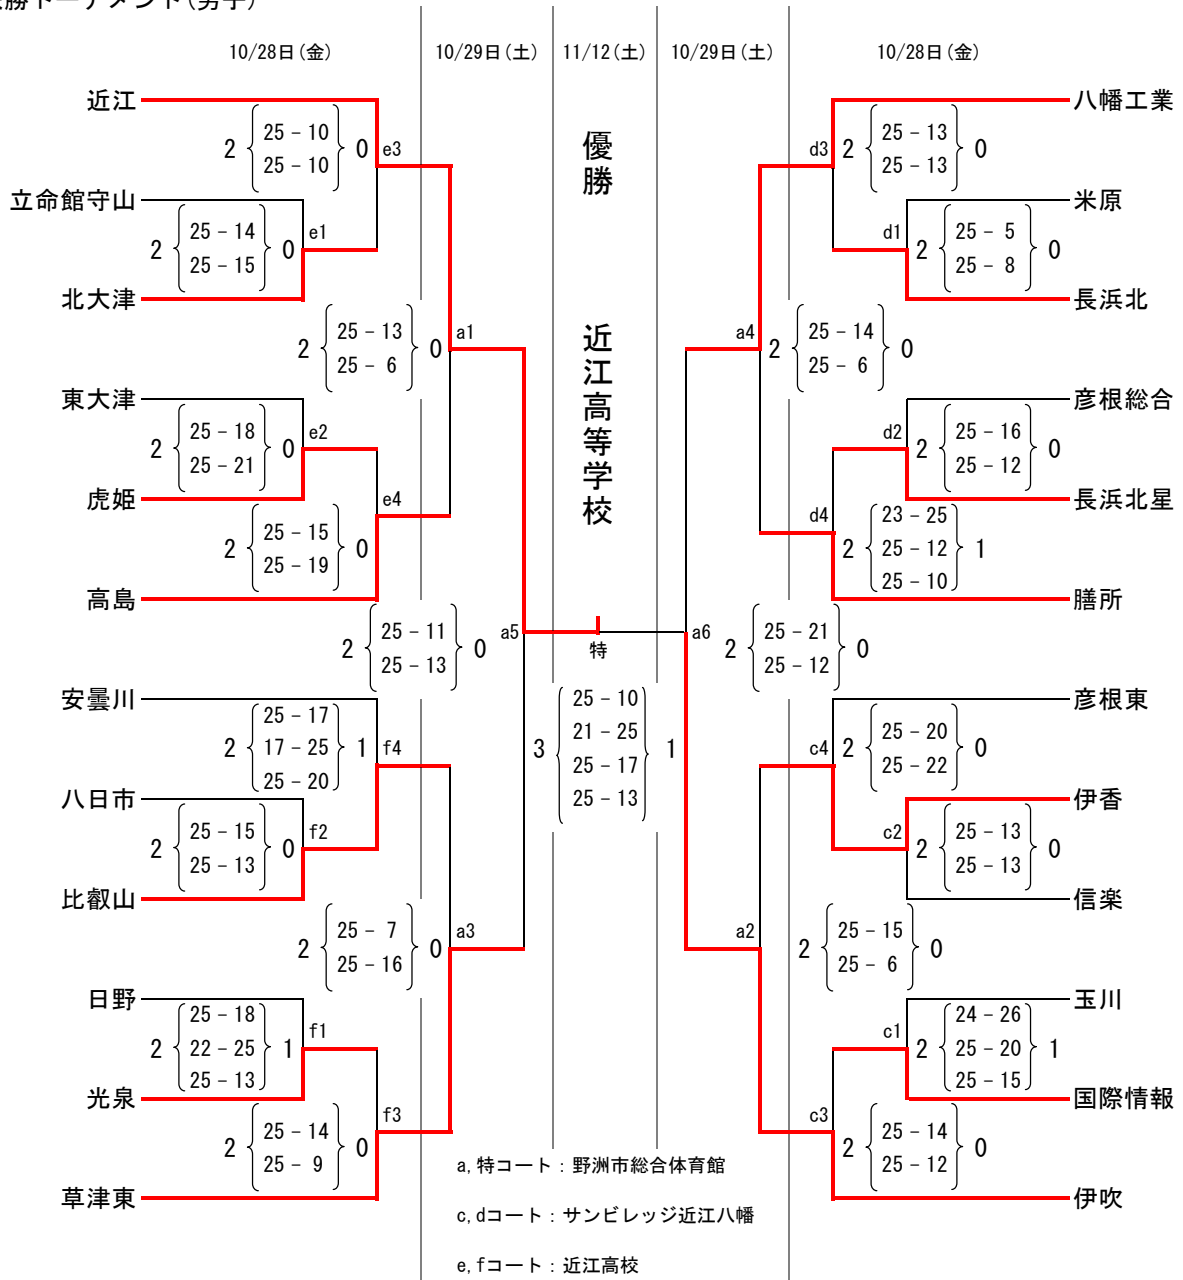 勝トーナメント(男子)
10/28日(金)
10/29日(土)
11/12(土)
10/29日(土)
10/28日(金)
近江
2 25 - 10 0 e3
25 - 10
立命館守山
2 25 - 14 0 e1
25 - 15
北大津
2 25 - 13 0 a1
25 - 6
東大津
2 25 - 18 0 e2
25 - 21
虎姫
e4
2 25 - 15 0
25 - 19
高島
2 25 - 11 0 a5
25 - 13
安曇川
25 - 17
2 17 - 25 1 f4
25 - 20
八日市
2 25 - 15 0 f2
25 - 13
比叡山
2 25 - 7 0 a3
25 - 16
日野
25 - 18
2 22 - 25 1 f1
25 - 13
光泉
f3
2 25 - 14 0
25 - 9
草津東
優勝
近江高等学校
特
25 - 10
3 21 - 25 1
25 - 17
25 - 13
八幡工業
d3 2 25 - 13 0
25 - 13
米原
d1 2 25 - 5 0
25 - 8
長浜北
a4 2 25 - 14 0
25 - 6
彦根総合
d2 2 25 - 16 0
25 - 12
長浜北星
d4 23 - 25
2 25 - 12 1
25 - 10
膳所
a6 2 25 - 21 0
25 - 12
彦根東
c4 2 25 - 20 0
25 - 22
伊香
c2 2 25 - 13 0
25 - 13
信楽
a2 2 25 - 15 0
25 - 6
玉川
c1 24 - 26
2 25 - 20 1
25 - 15
国際情報
c3 2 25 - 14 0
25 - 12
伊吹
a,特コート：野洲市総合体育館
c,dコート：サンビレッジ近江八幡
e,fコート：近江高校